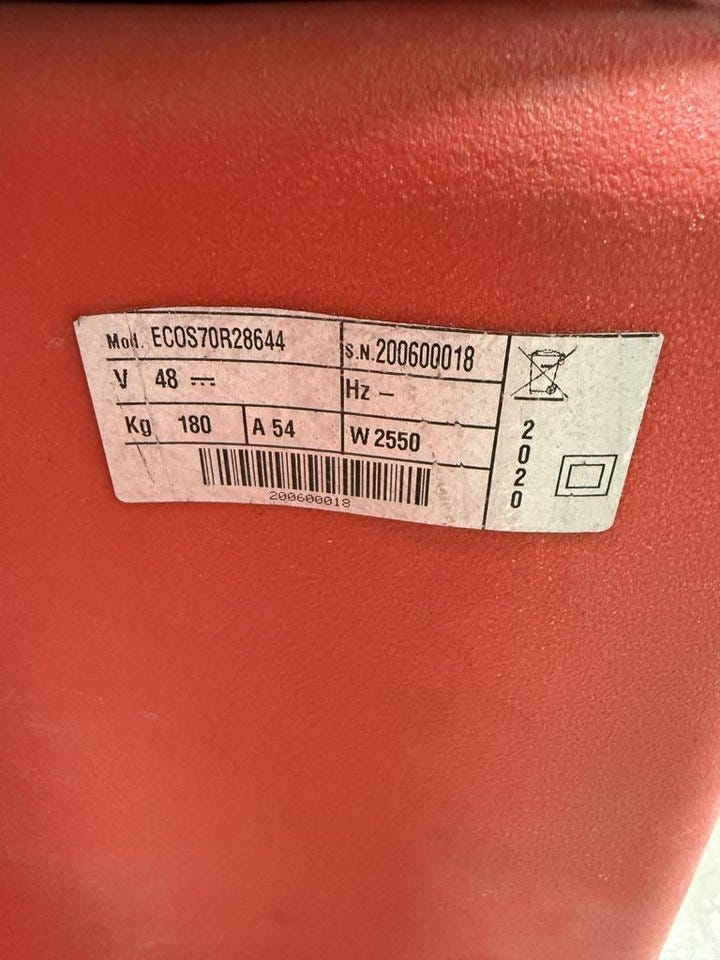 Mod. ECOS70R28644
S.N.200600018
V 48
Hz –
Kg 180
A 54
W 2550
200600018
2020